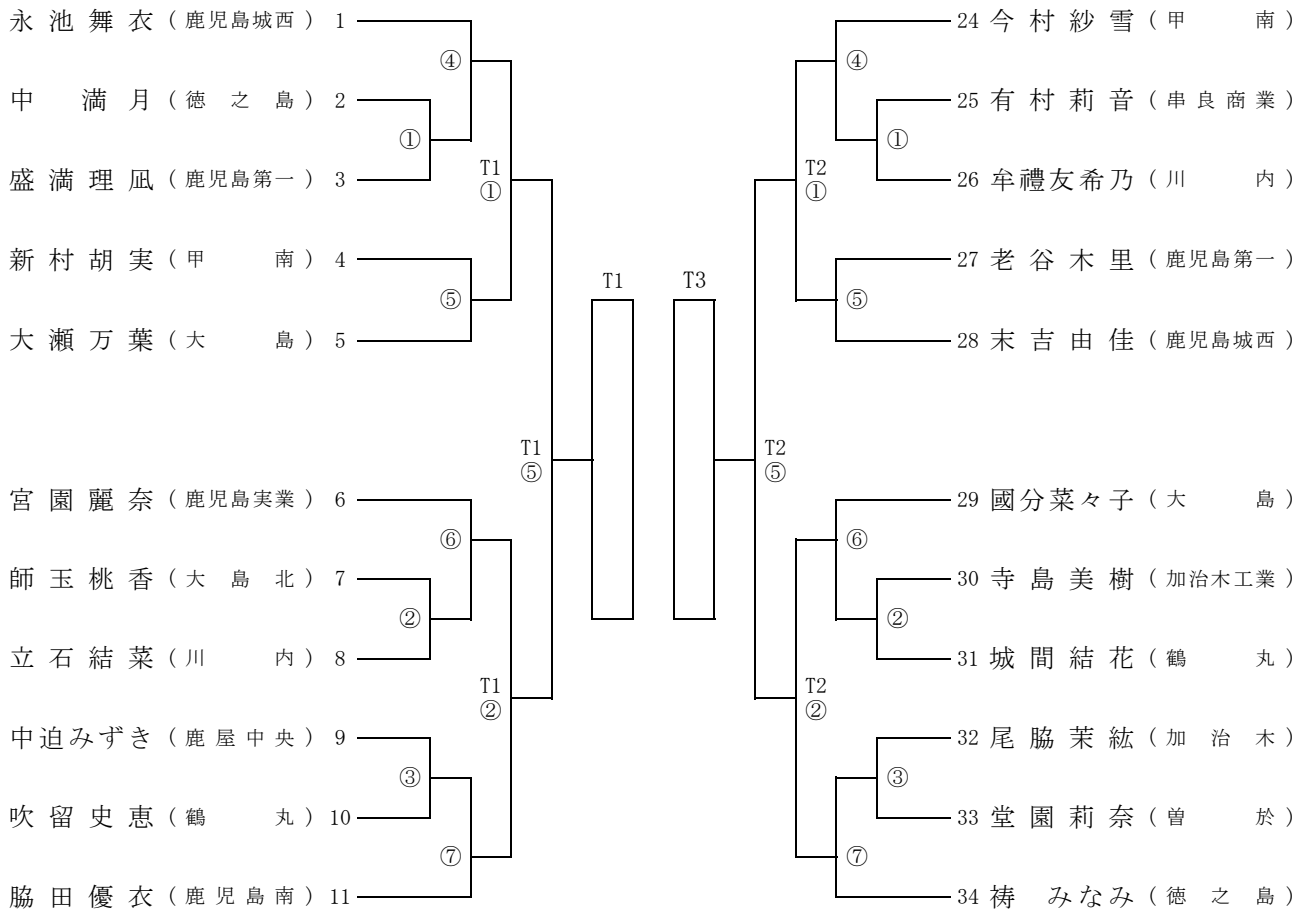 永池舞衣（鹿児島城西）1
④
中　満月（徳之島）2
①
盛満理凪（鹿児島第一）3
T1
①
新村胡実（甲　南）4
⑤
大瀬万葉（大　島）5
T1
⑤
宮園麗奈（鹿児島実業）6
⑥
師玉桃香（大島北）7
②
立石結菜（川　内）8
T1
②
中迫みずき（鹿屋中央）9
③
吹留史恵（鶴　丸）10
⑦
脇田優衣（鹿児島南）11
T1
T3
24 今村紗雪（甲　南）
④
25 有村莉音（串良商業）
①
26 牟禮友希乃（川　内）
T2
①
27 老谷木里（鹿児島第一）
⑤
28 末吉由佳（鹿児島城西）
T2
⑤
29 國分菜々子（大　島）
⑥
30 寺島美樹（加治木工業）
②
31 城間結花（鶴　丸）
T2
②
32 尾脇茉紘（加治木）
③
33 堂園莉奈（曽　於）
⑦
34 祷　みなみ（徳之島）